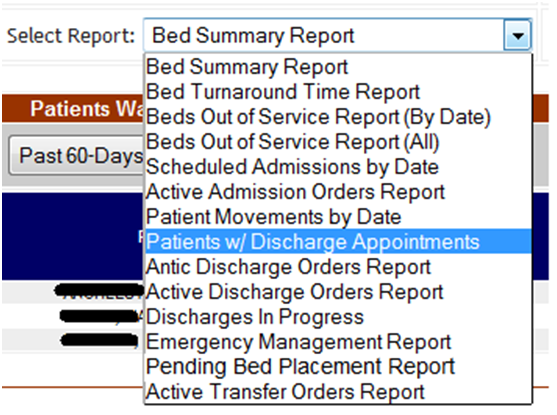 Select Report: Bed Summary Report
Bed Summary Report
Bed Turnaround Time Report
Beds Out of Service Report (By Date)
Beds Out of Service Report (All)
Scheduled Admissions by Date
Active Admission Orders Report
Patient Movements by Date
Patients w/ Discharge Appointments
Antic Discharge Orders Report
Active Discharge Orders Report
Discharges In Progress
Emergency Management Report
Pending Bed Placement Report
Active Transfer Orders Report
Patients Wa
Past 60-Days